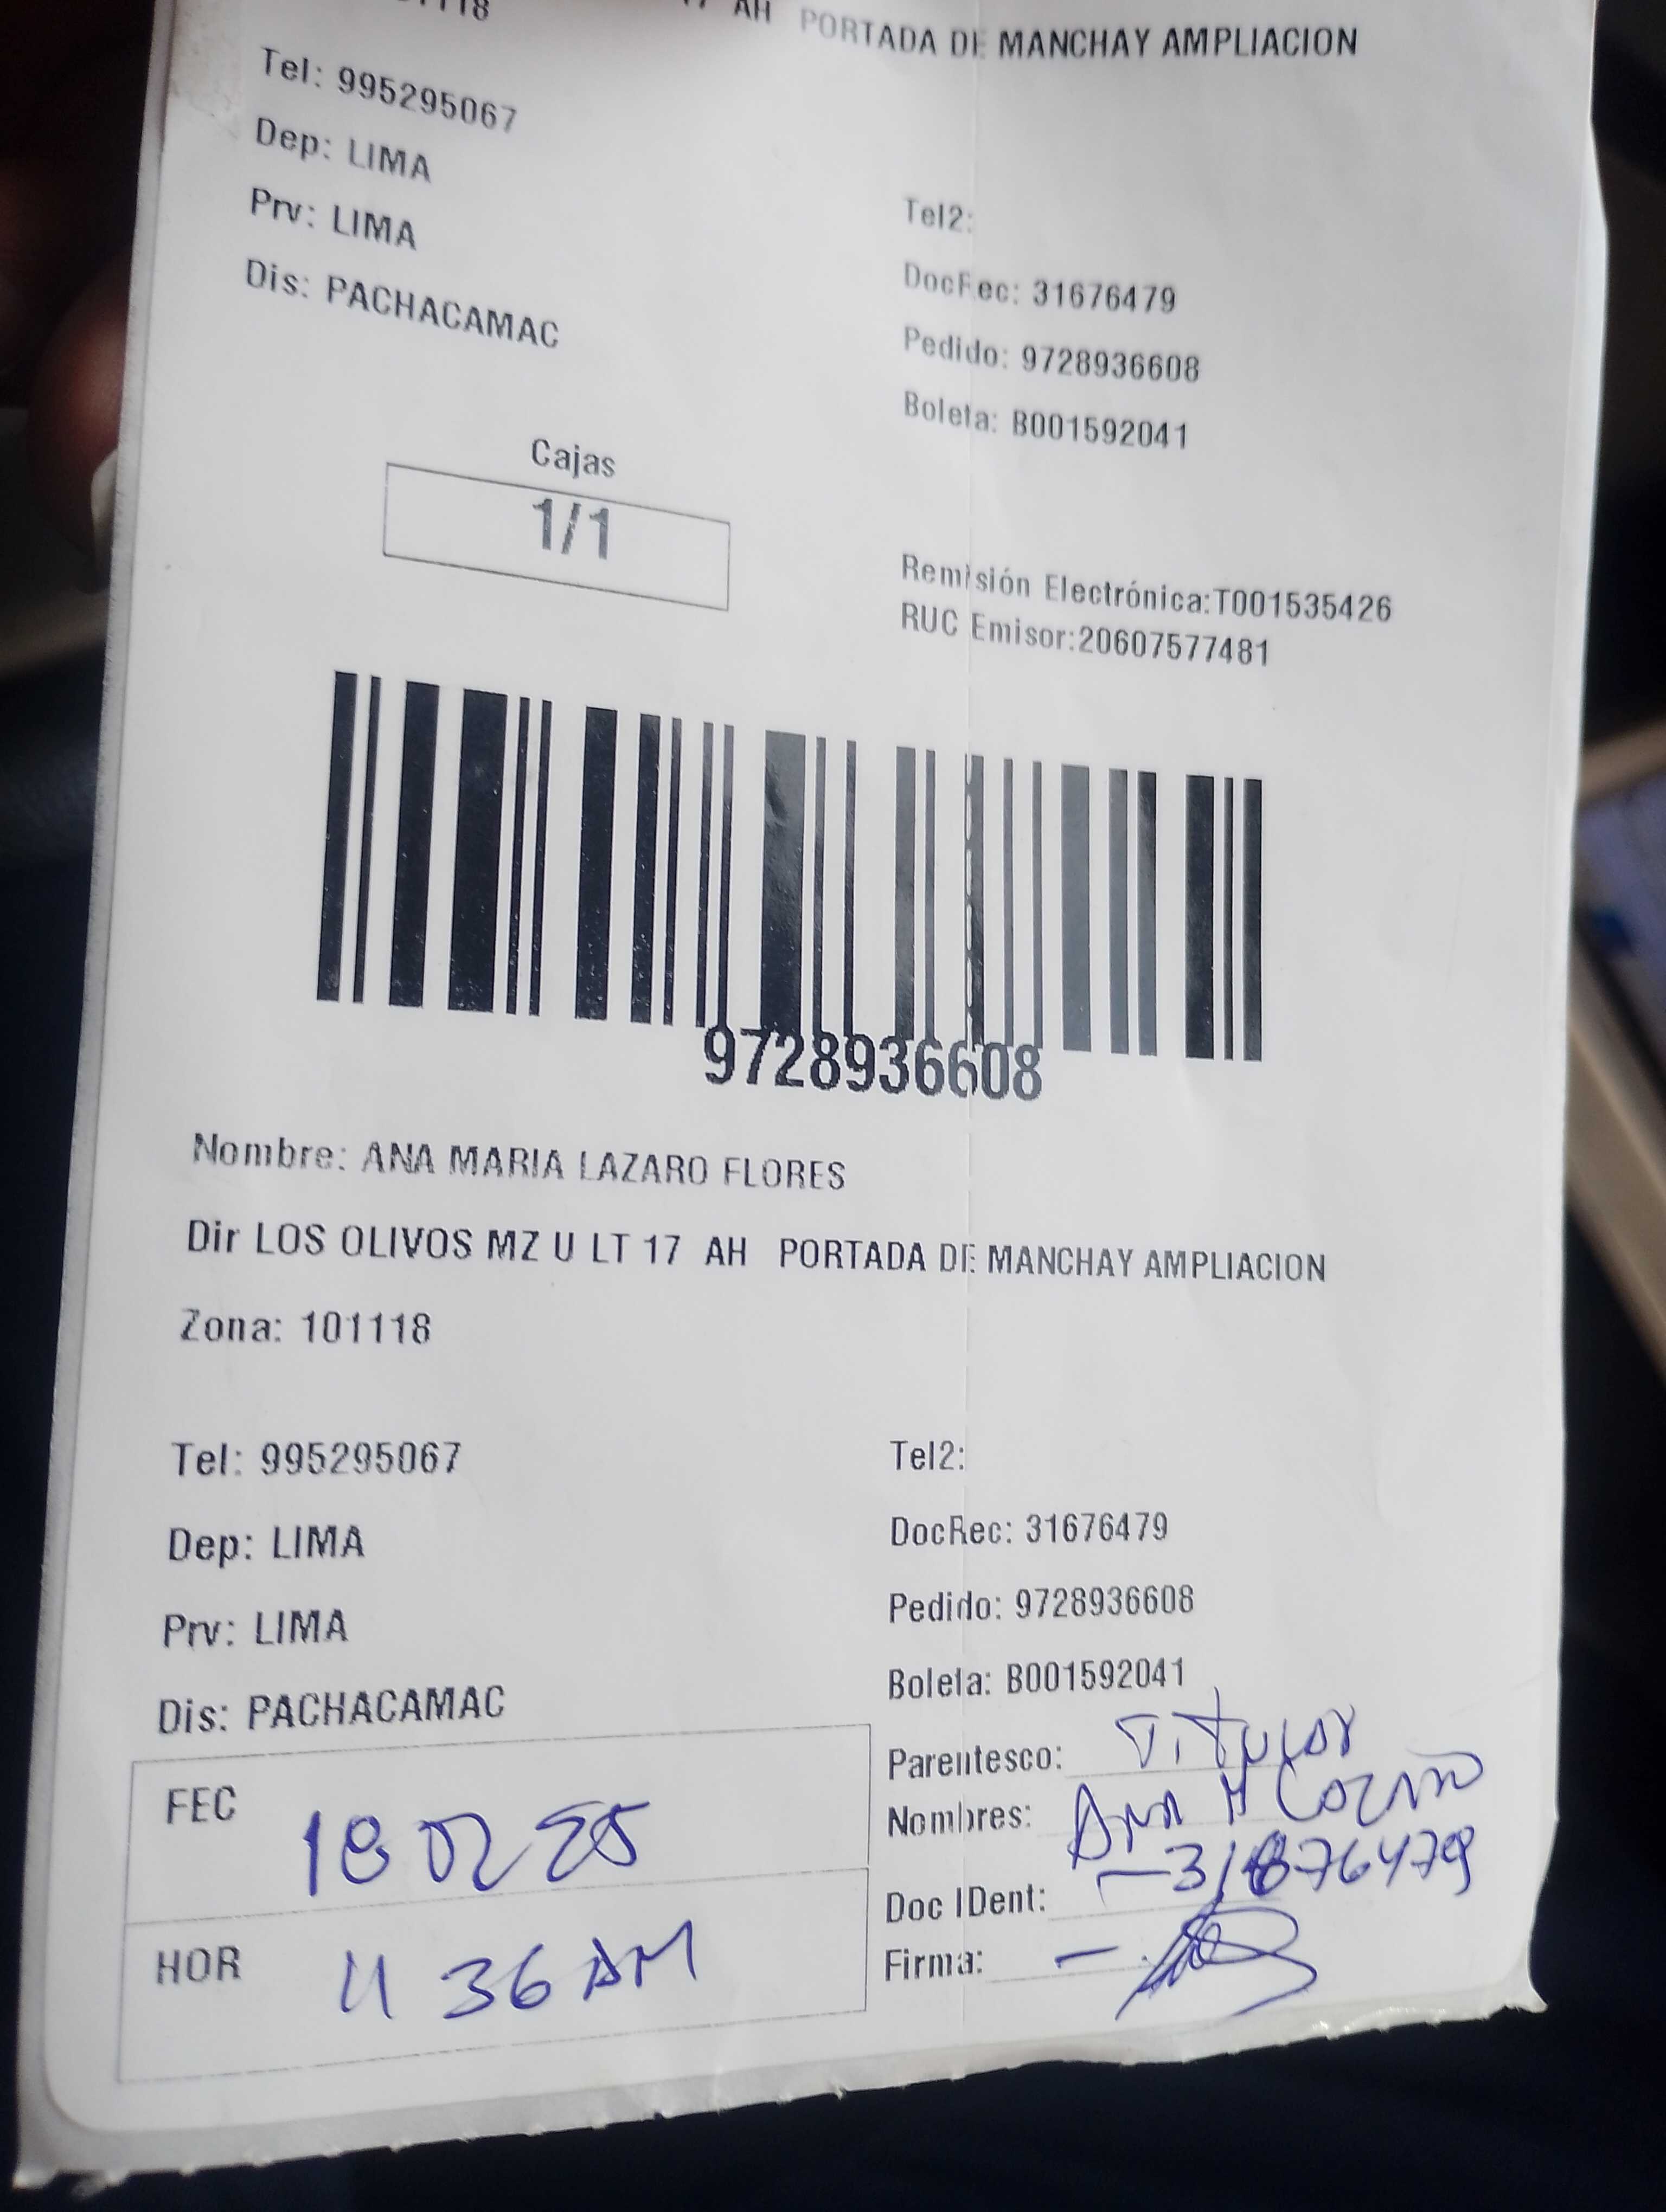 AH PORTADA DE MANCHAY AMPLIACION
Tel: 995295067
Dep: LIMA
Prv: LIMA
Dis: PACHACAMAC
Tel2:
DocRec: 31676479
Pedido: 9728936608
Boleta: B001592041
Cajas
1/1
Remisión Electrónica:T001535426
RUC Emisor:20607577481
9728936608
Nombre: ANA MARIA LAZARO FLORES
Dir LOS OLIVOS MZ U LT 17 AH PORTADA DE MANCHAY AMPLIACION
Zona: 101118
Tel: 995295067
Dep: LIMA
Prv: LIMA
Dis: PACHACAMAC
Tel2:
DocRec: 31676479
Pedido: 9728936608
Boleta: B001592041
FEC 18 02 25
HOR 11 36 AM
Parentesco: Titular
Nombres: Ana M
Doc IDent:
Firma: